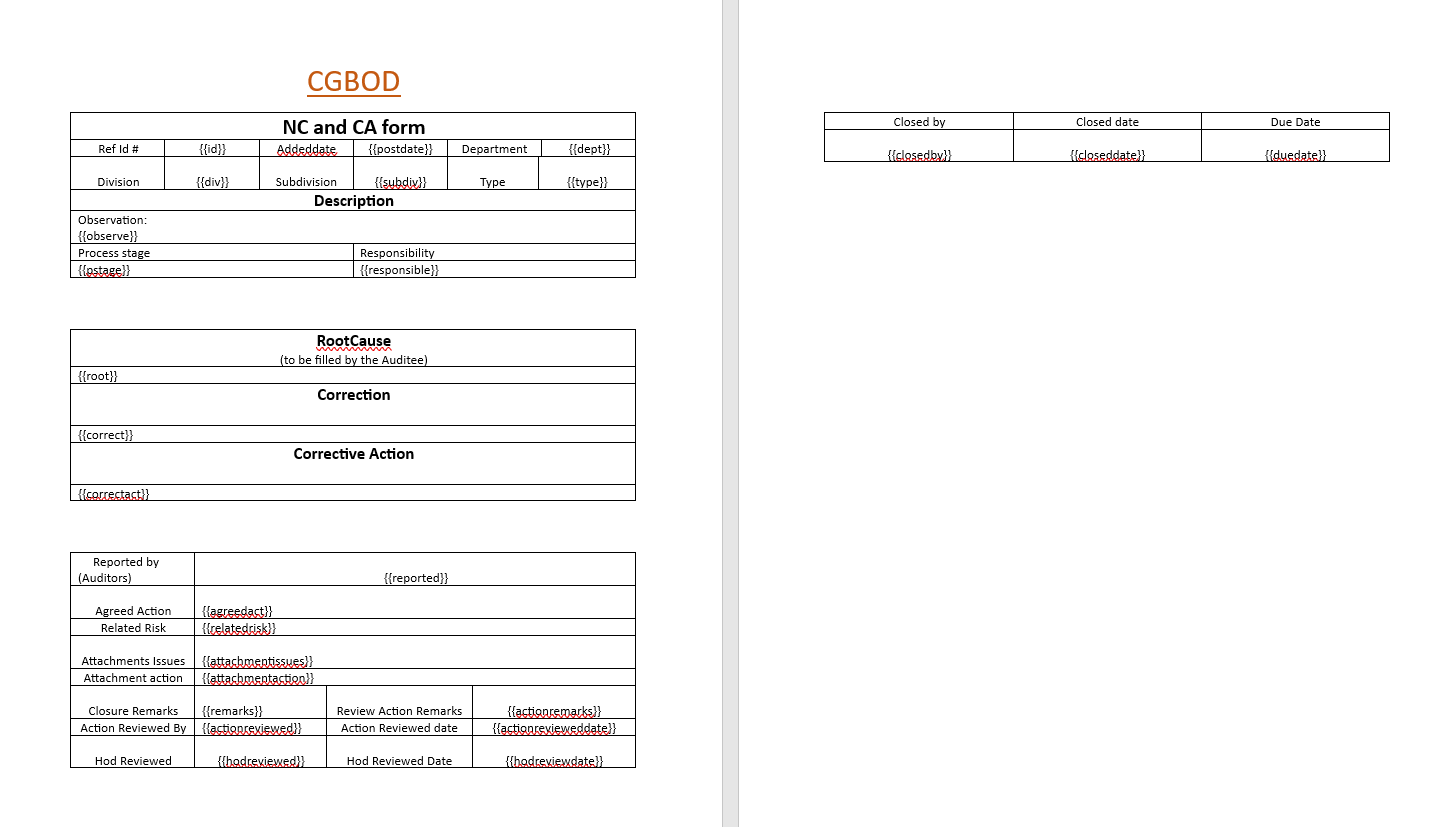 CGBOD
NC and CA form
Ref Id # {{id}} Addeddate {{postdate}} Department {{dept}}
Division {{div}} Subdivision {{subdiv}} Type {{type}}
Description
Observation:
{{observe}}
Process stage Responsibility
{{pstage}} {{responsible}}
RootCause
(to be filled by the Auditee)
{{root}}
Correction
{{correct}}
Corrective Action
{{correctact}}
Reported by
(Auditors) {{reported}}
Agreed Action {{agreedact}}
Related Risk {{relatedrisk}}
Attachments Issues {{attachmentissues}}
Attachment action {{attachmentaction}}
Closure Remarks {{remarks}} Review Action Remarks {{actionremarks}}
Action Reviewed By {{actionreviewed}} Action Reviewed date {{actionrevieweddate}}
Hod Reviewed {{hodreviewed}} Hod Reviewed Date {{hodreviewdate}}
Closed by Closed date Due Date
{{closedby}} {{closeddate}} {{duedate}}